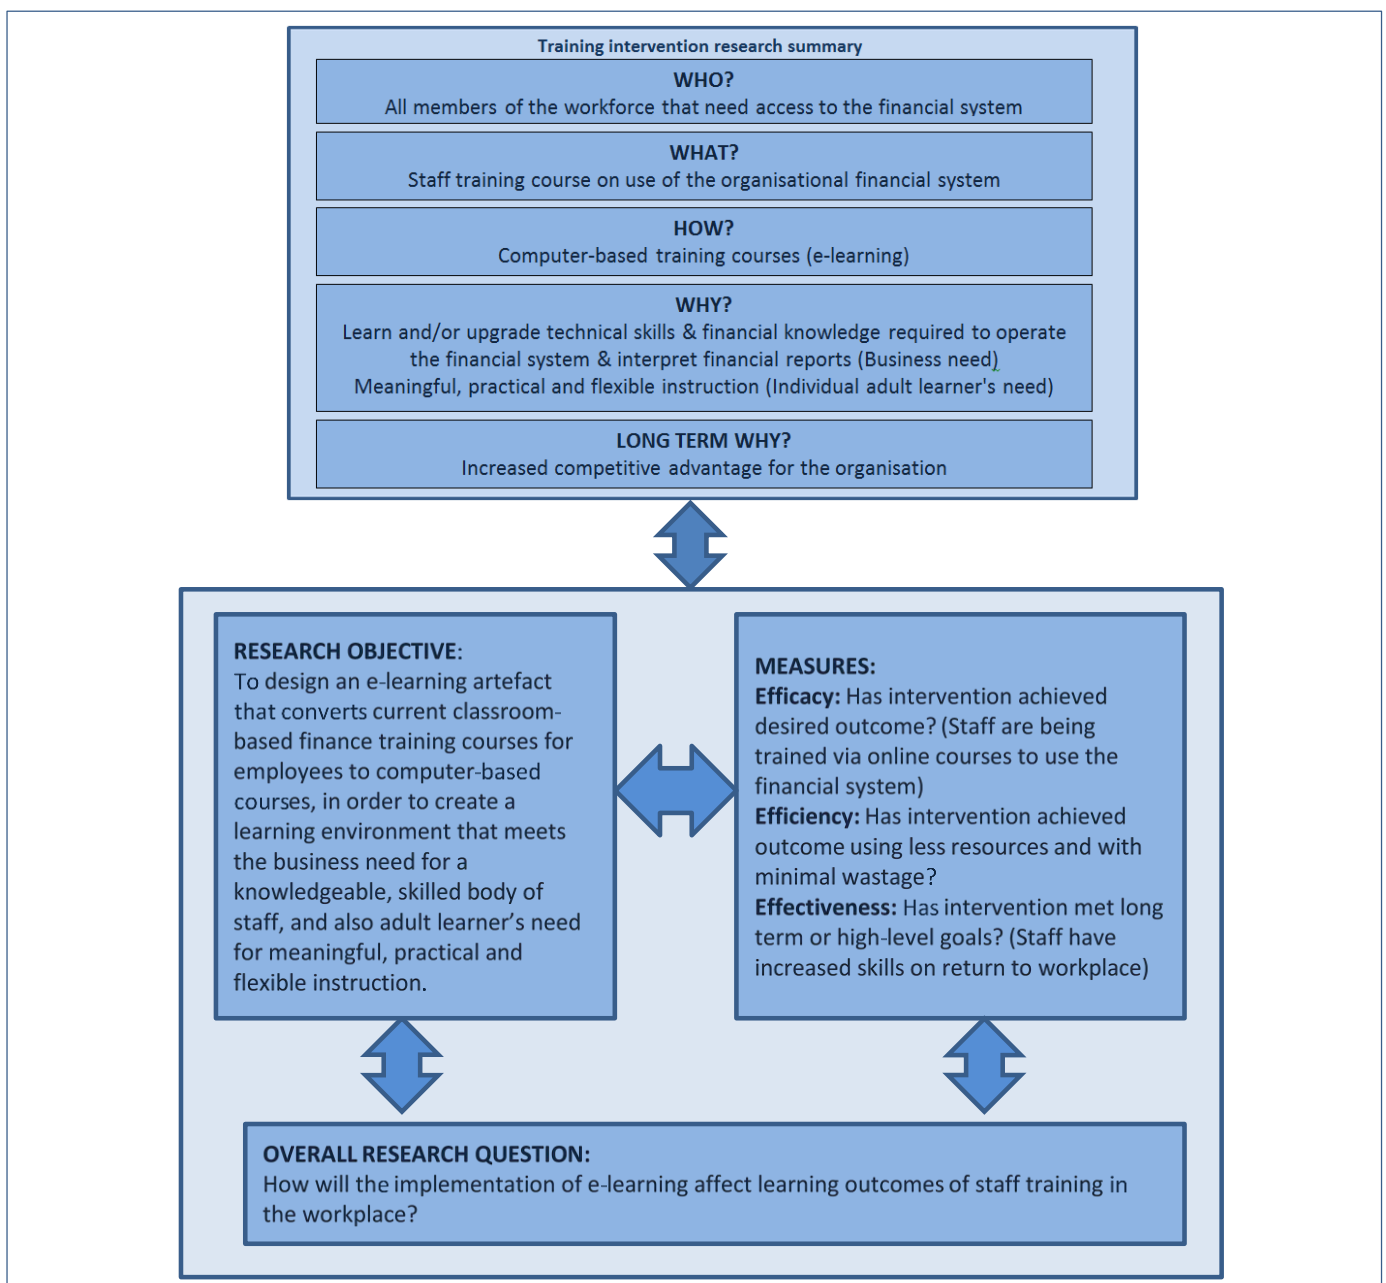 Training intervention research summary
WHO?
All members of the workforce that need access to the financial system
WHAT?
Staff training course on use of the organisational financial system
HOW?
Computer-based training courses (e-learning)
WHY?
Learn and/or upgrade technical skills & financial knowledge required to operate
the financial system & interpret financial reports (Business need)
Meaningful, practical and flexible instruction (Individual adult learner's need)
LONG TERM WHY?
Increased competitive advantage for the organisation
RESEARCH OBJECTIVE:
To design an e-learning artefact
that converts current classroom-
based finance training courses for
employees to computer-based
courses, in order to create a
learning environment that meets
the business need for a
knowledgeable, skilled body of
staff, and also adult learner’s need
for meaningful, practical and
flexible instruction.
MEASURES:
Efficacy: Has intervention achieved
desired outcome? (Staff are being
trained via online courses to use the
financial system)
Efficiency: Has intervention achieved
outcome using less resources and with
minimal wastage?
Effectiveness: Has intervention met long
term or high-level goals? (Staff have
increased skills on return to workplace)
OVERALL RESEARCH QUESTION:
How will the implementation of e-learning affect learning outcomes of staff training in
the workplace?